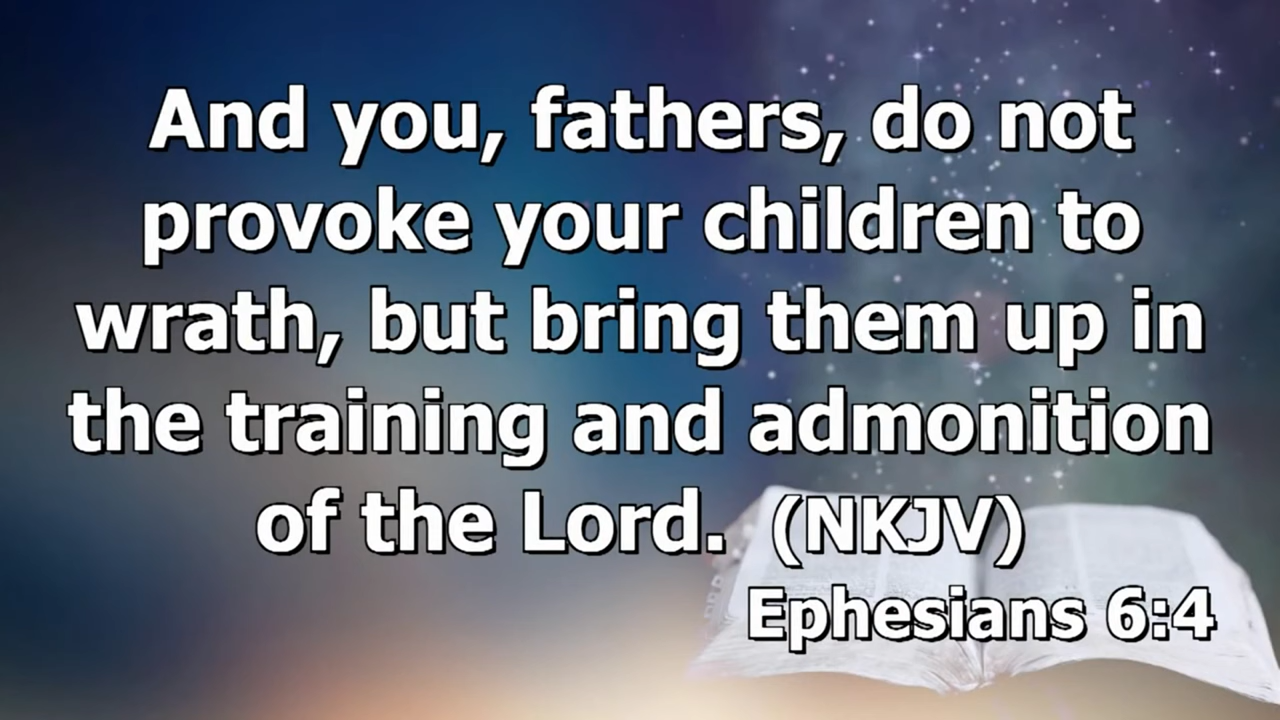 And you, fathers, do not
provoke your children to
wrath, but bring them up in
the training and admonition
of the Lord. (NKJV)
Ephesians 6:4